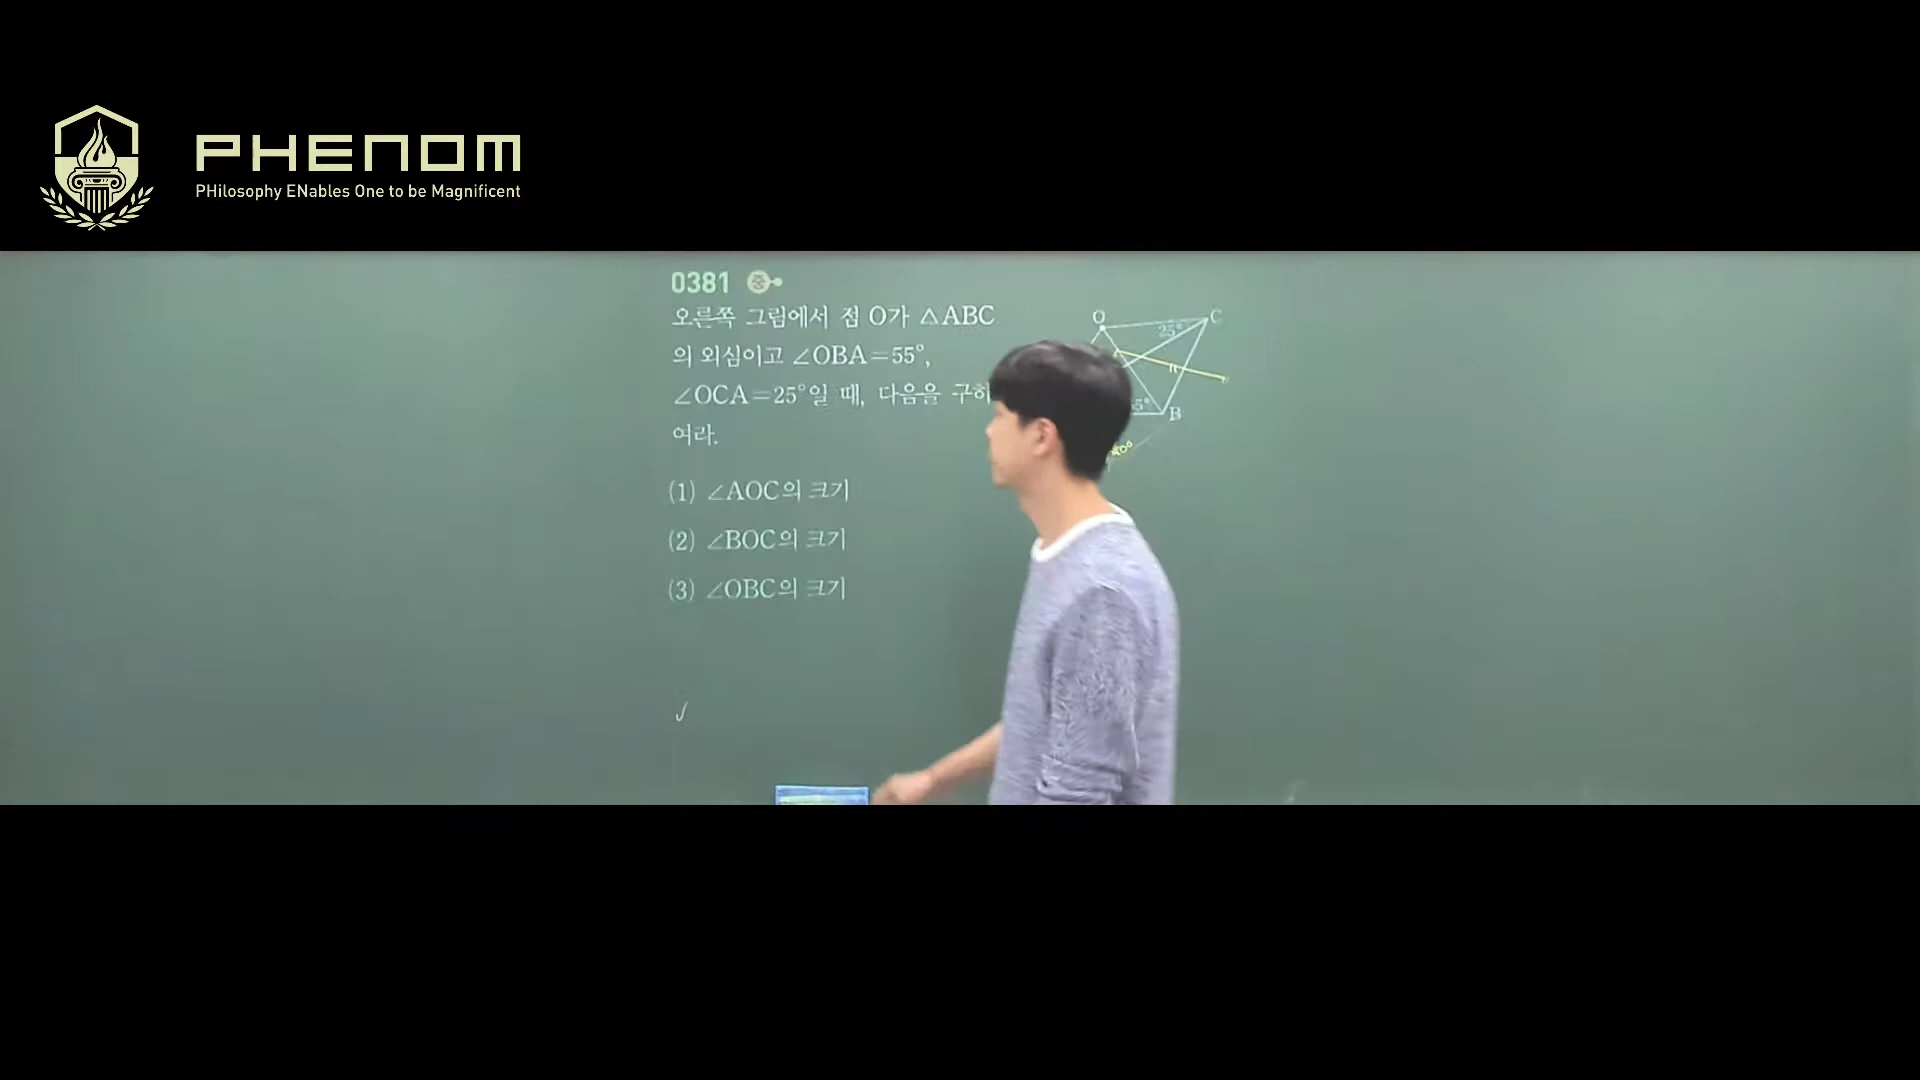 PHENOM
PHilosophy ENables One to be Magnificent
0381 중
오른쪽 그림에서 점 O가 △ABC
의 외심이고 ∠OBA=55°,
∠OCA=25°일 때, 다음을 구하
여라.
(1) ∠AOC의 크기
(2) ∠BOC의 크기
(3) ∠OBC의 크기
O
C
25°
5°
B